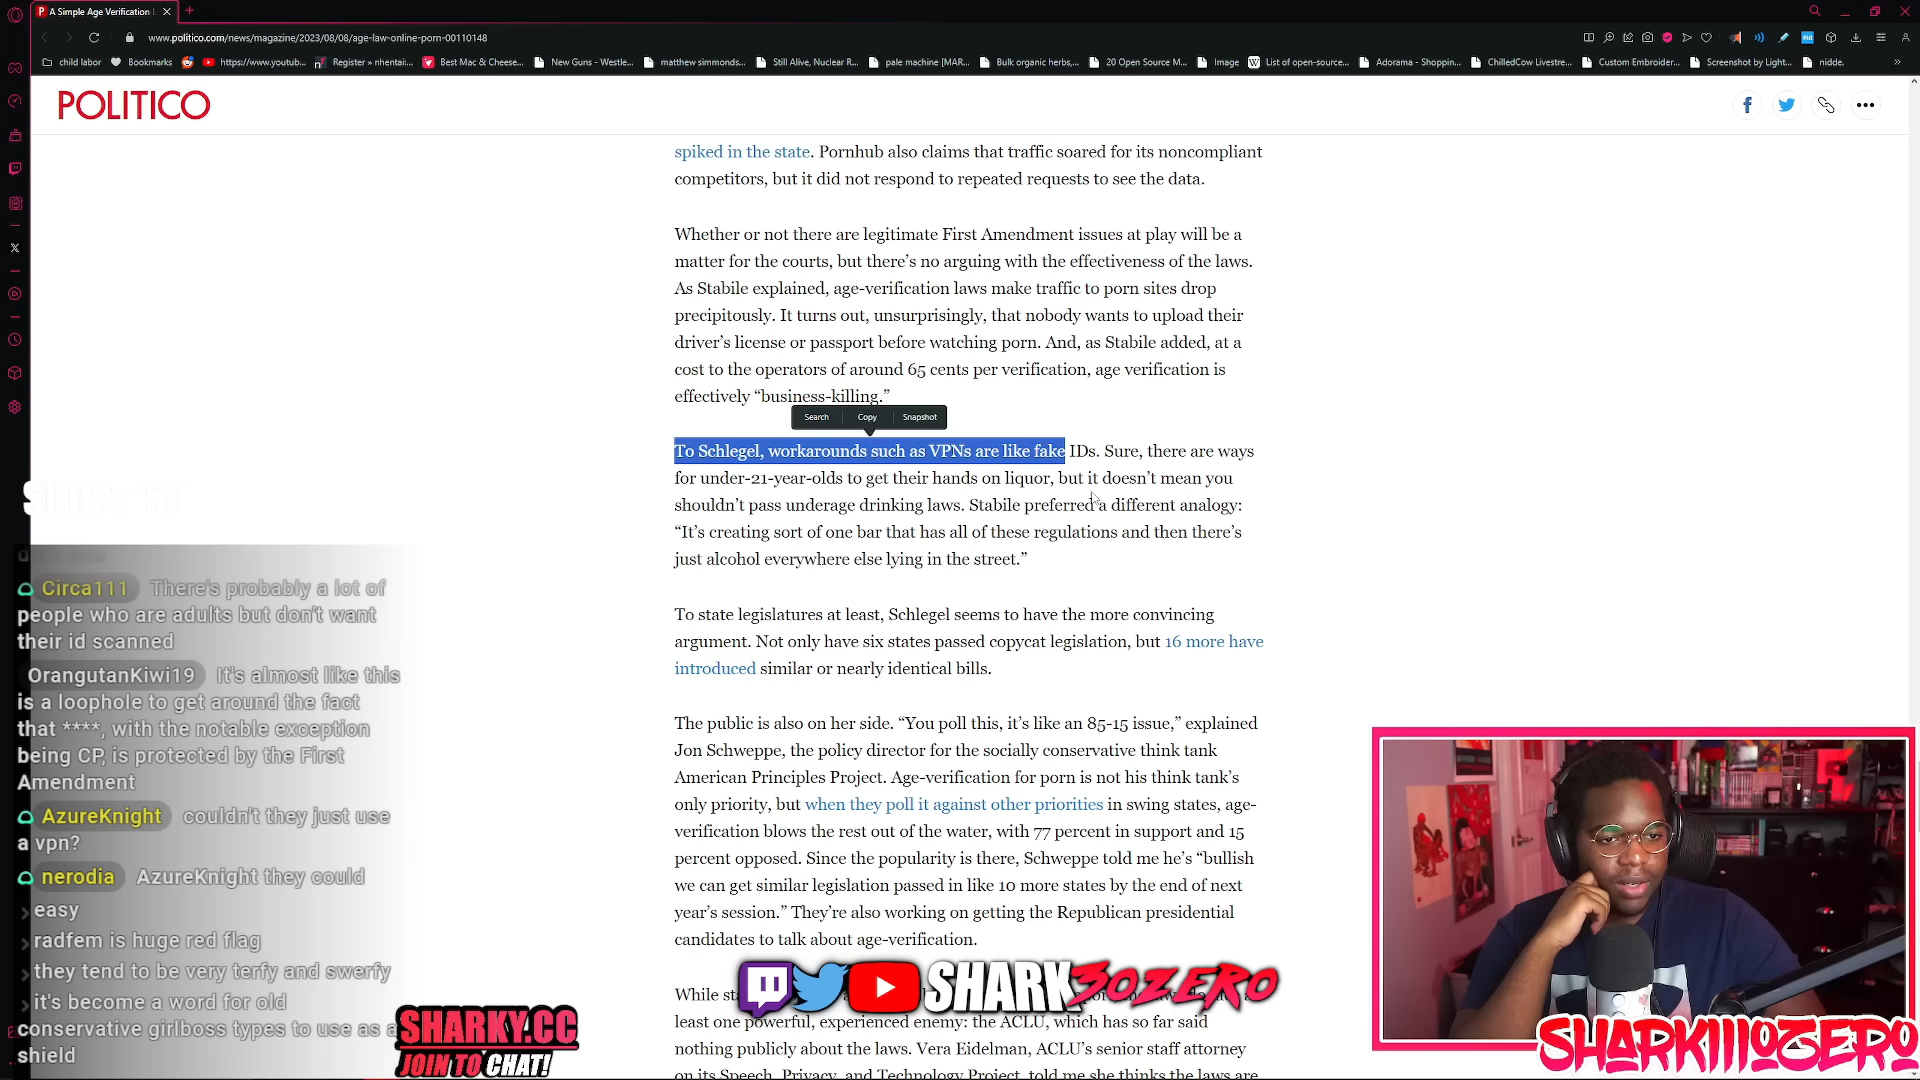 A Simple Age Verification
www.politico.com/news/magazine/2023/08/08/age-law-online-porn-00110148
child labor Bookmarks https://www.youtub... Register » nhentai:... Best Mac & Cheese... New Guns - Westle... matthew simmonds... Still Alive, Nuclear R... pale machine [MAR... Bulk organic herbs,... 20 Open Source M... Image List of open-source... Adorama - Shoppin... ChilledCow Livestre... Custom Embroider... Screenshot by Light... nidde.
POLITICO
spiked in the state. Pornhub also claims that traffic soared for its noncompliant
competitors, but it did not respond to repeated requests to see the data.
Whether or not there are legitimate First Amendment issues at play will be a
matter for the courts, but there’s no arguing with the effectiveness of the laws.
As Stabile explained, age-verification laws make traffic to porn sites drop
precipitously. It turns out, unsurprisingly, that nobody wants to upload their
driver’s license or passport before watching porn. And, as Stabile added, at a
cost to the operators of around 65 cents per verification, age verification is
effectively “business-killing.”
Search Copy Snapshot
To Schlegel, workarounds such as VPNs are like fake IDs. Sure, there are ways
for under-21-year-olds to get their hands on liquor, but it doesn’t mean you
shouldn’t pass underage drinking laws. Stabile preferred a different analogy:
“It’s creating sort of one bar that has all of these regulations and then there’s
just alcohol everywhere else lying in the street.”
To state legislatures at least, Schlegel seems to have the more convincing
argument. Not only have six states passed copycat legislation, but 16 more have
introduced similar or nearly identical bills.
The public is also on her side. “You poll this, it’s like an 85-15 issue,” explained
Jon Schweppe, the policy director for the socially conservative think tank
American Principles Project. Age-verification for porn is not his think tank’s
only priority, but when they poll it against other priorities in swing states, age-
verification blows the rest out of the water, with 77 percent in support and 15
percent opposed. Since the popularity is there, Schweppe told me he’s “bullish
we can get similar legislation passed in like 10 more states by the end of next
year’s session.” They’re also working on getting the Republican presidential
candidates to talk about age-verification.
While
least one powerful, experienced enemy: the ACLU, which has so far said
nothing publicly about the laws. Vera Eidelman, ACLU’s senior staff attorney
on its Speech, Privacy, and Technology Project, told me she thinks the laws are
Circa111 There's probably a lot of
people who are adults but don't want
their id scanned
OrangutanKiwi19 It's almost like this
is a loophole to get around the fact
that ****, with the notable exception
being CP, is protected by the First
Amendment
AzureKnight couldn't they just use
a vpn?
nerodia AzureKnight they could
easy
radfem is huge red flag
they tend to be very terfy and swerfy
it's become a word for old
conservative girlboss types to use as a
shield
SHARKY.CC
JOIN TO CHAT!
SHARK3OZERO
SHARK3OZERO